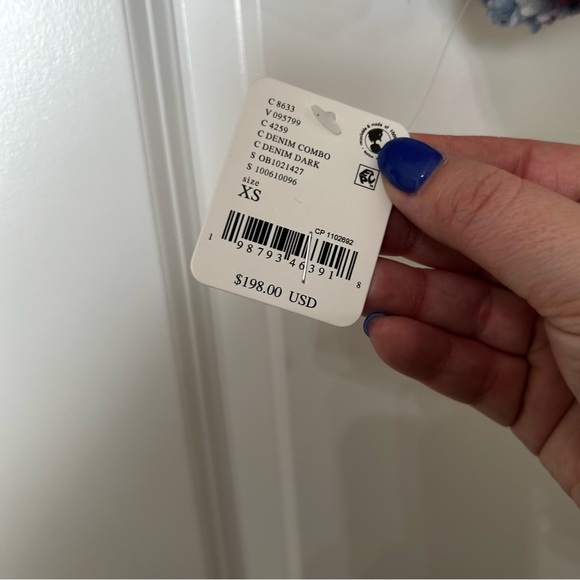 C 8633
V 095799
C 4259
C DENIM COMBO
C DENIM DARK
S OB1021427
S 100610096
size
XS
CP 1102692
1 98793 46391 8
$198.00 USD